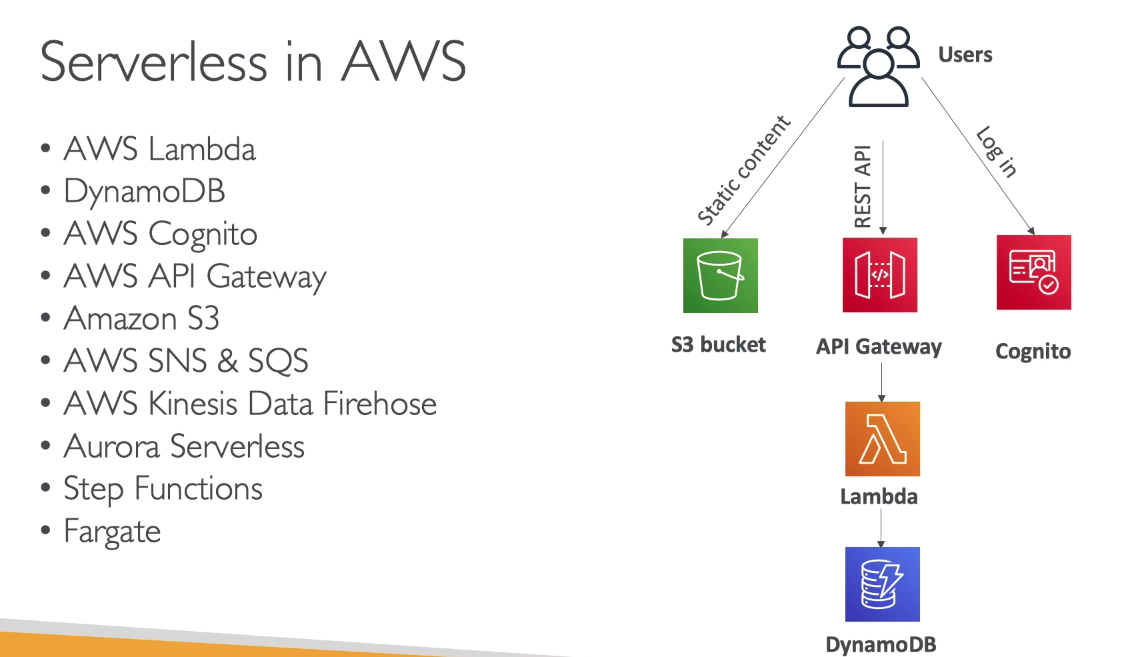 Serverless in AWS
• AWS Lambda
• DynamoDB
• AWS Cognito
• AWS API Gateway
• Amazon S3
• AWS SNS & SQS
• AWS Kinesis Data Firehose
• Aurora Serverless
• Step Functions
• Fargate
Users
Static content
REST API
Log in
S3 bucket
API Gateway
Cognito
Lambda
DynamoDB